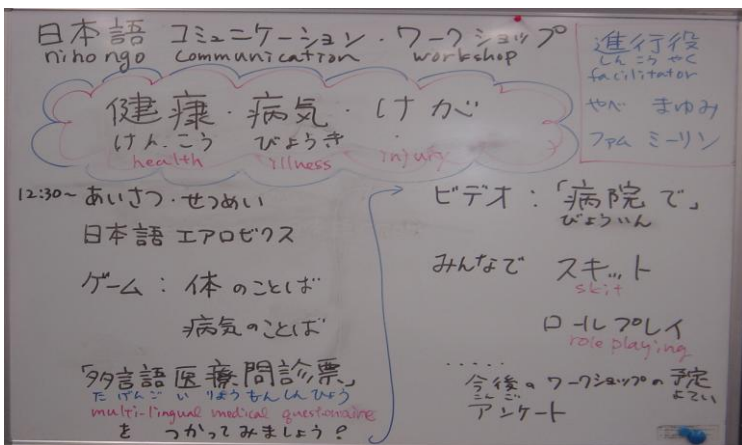 日本語 コミュニケーション・ワークショップ
nihongo communication workshop
進行役
しんこうやく
facilitator
やべ まゆみ
ファム ミーリン
健康・病気・けが
けんこう びょうき
health illness injury
12:30~ あいさつ・せつめい
日本語 エアロビクス
ゲーム:体のことば
病気のことば
「多言語医療問診票」
たげんご いりょうもんしんひょう
multi-lingual medical questionaire
を つかってみましょう?
ビデオ:「病院で」
びょういん
みんなで スキット
skit
ロールプレイ
role playing
.....
今後のワークショップの予定
こんご よてい
アンケート